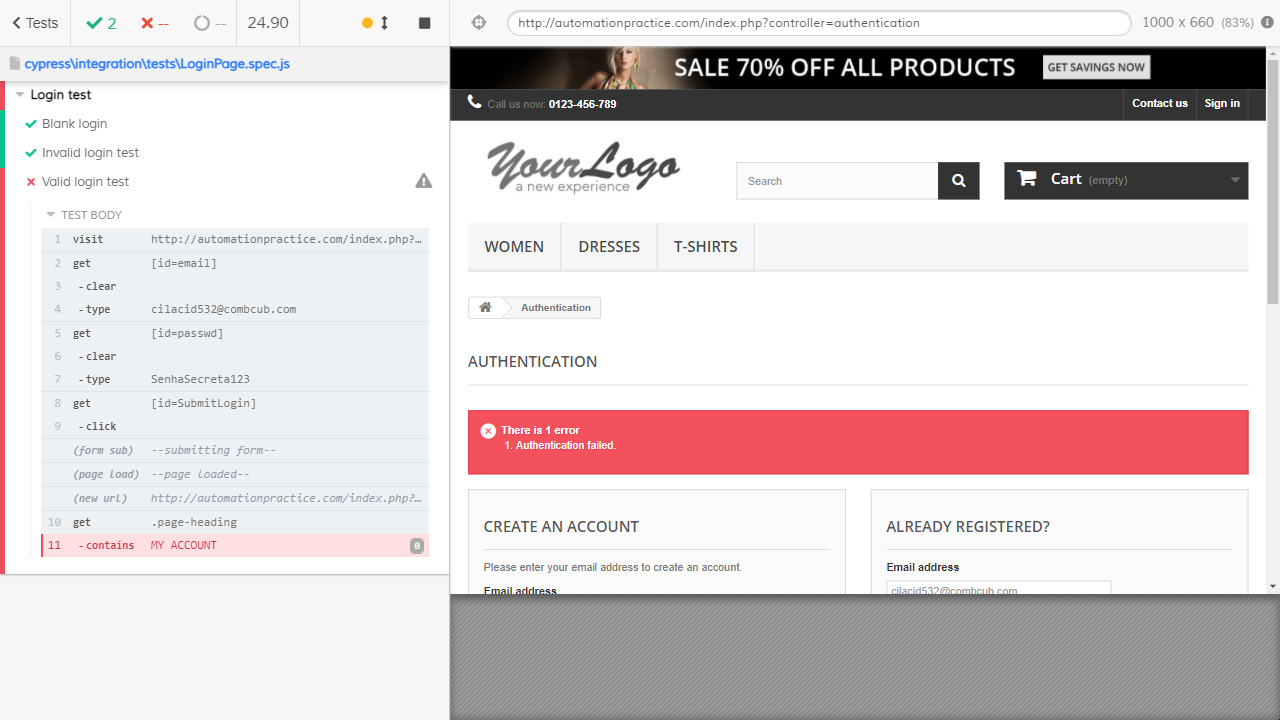 Tests
2
--
--
24.90
cypress\integration\tests\LoginPage.spec.js
Login test
Blank login
Invalid login test
Valid login test
TEST BODY
1 visit http://automationpractice.com/index.php?…
2 get [id=email]
3 -clear
4 -type cilacid532@combcub.com
5 get [id=passwd]
6 -clear
7 -type SenhaSecreta123
8 get [id=SubmitLogin]
9 -click
(form sub) --submitting form--
(page load) --page loaded--
(new url) http://automationpractice.com/index.php?…
10 get .page-heading
11 -contains MY ACCOUNT 0
http://automationpractice.com/index.php?controller=authentication
1000 x 660 (83%)
SALE 70% OFF ALL PRODUCTS GET SAVINGS NOW
Call us now: 0123-456-789
Contact us Sign in
YourLogo
a new experience
Search
Cart (empty)
WOMEN DRESSES T-SHIRTS
Authentication
AUTHENTICATION
There is 1 error
1. Authentication failed.
CREATE AN ACCOUNT
Please enter your email address to create an account.
Email address
ALREADY REGISTERED?
Email address
cilacid532@combcub.com